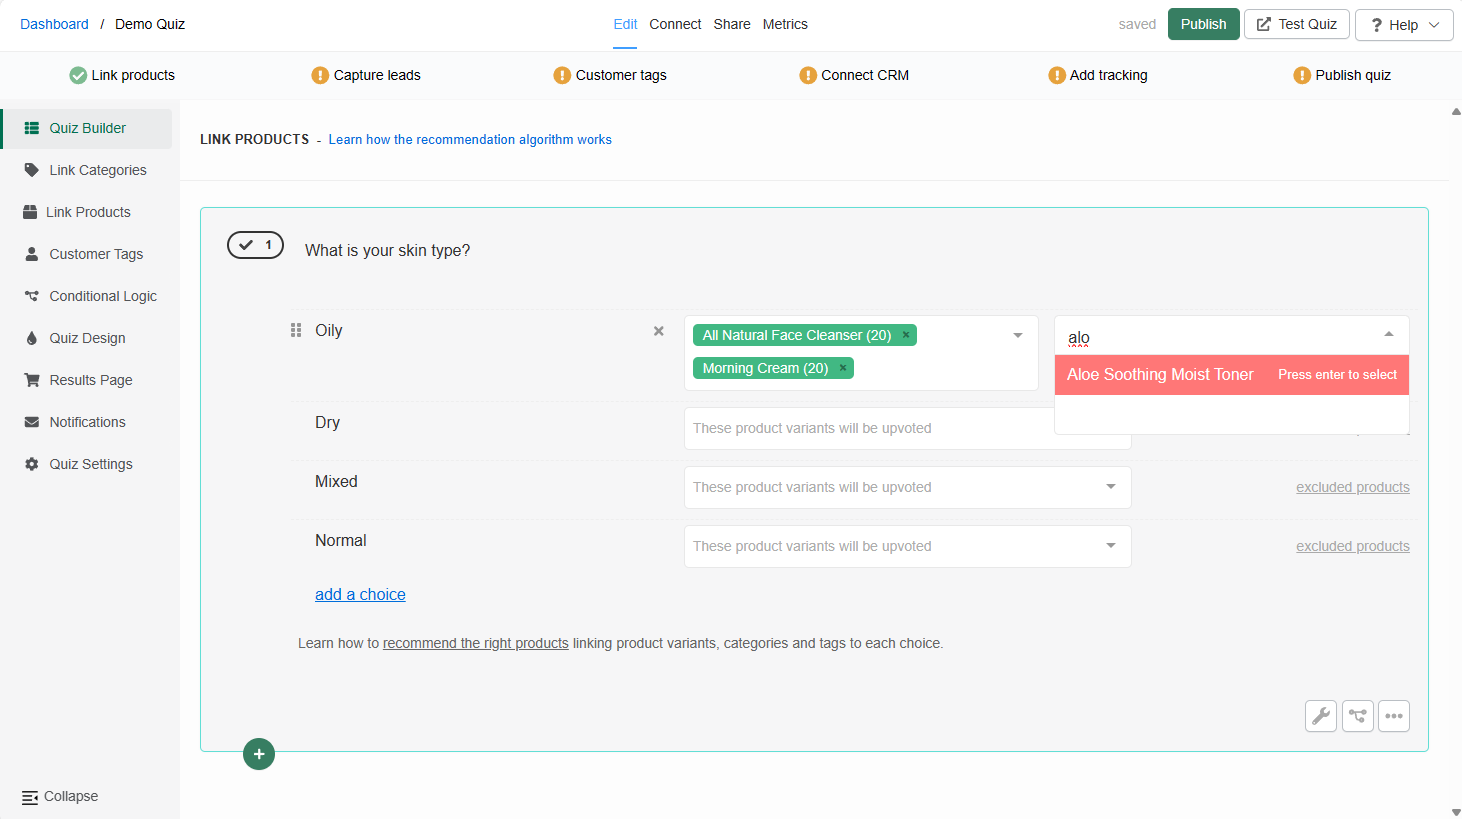 Dashboard / Demo Quiz
Edit Connect Share Metrics
saved Publish Test Quiz ? Help
Link products
Capture leads
Customer tags
Connect CRM
Add tracking
Publish quiz
Quiz Builder
Link Categories
Link Products
Customer Tags
Conditional Logic
Quiz Design
Results Page
Notifications
Quiz Settings
Collapse
LINK PRODUCTS - Learn how the recommendation algorithm works
1 What is your skin type?
Oily
All Natural Face Cleanser (20) ×
Morning Cream (20) ×
alo
Aloe Soothing Moist Toner Press enter to select
Dry These product variants will be upvoted
Mixed These product variants will be upvoted excluded products
Normal These product variants will be upvoted excluded products
add a choice
Learn how to recommend the right products linking product variants, categories and tags to each choice.